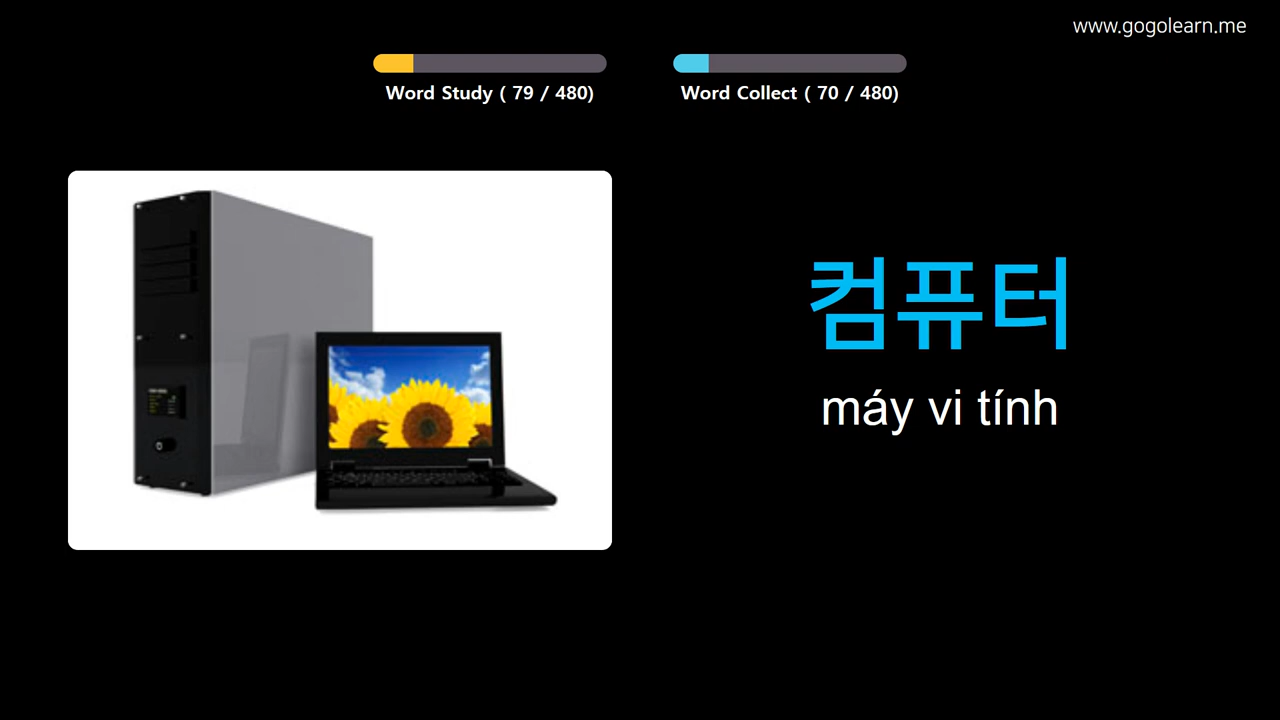 www.gogolearn.me
Word Study ( 79 / 480)
Word Collect ( 70 / 480)
컴퓨터
máy vi tính